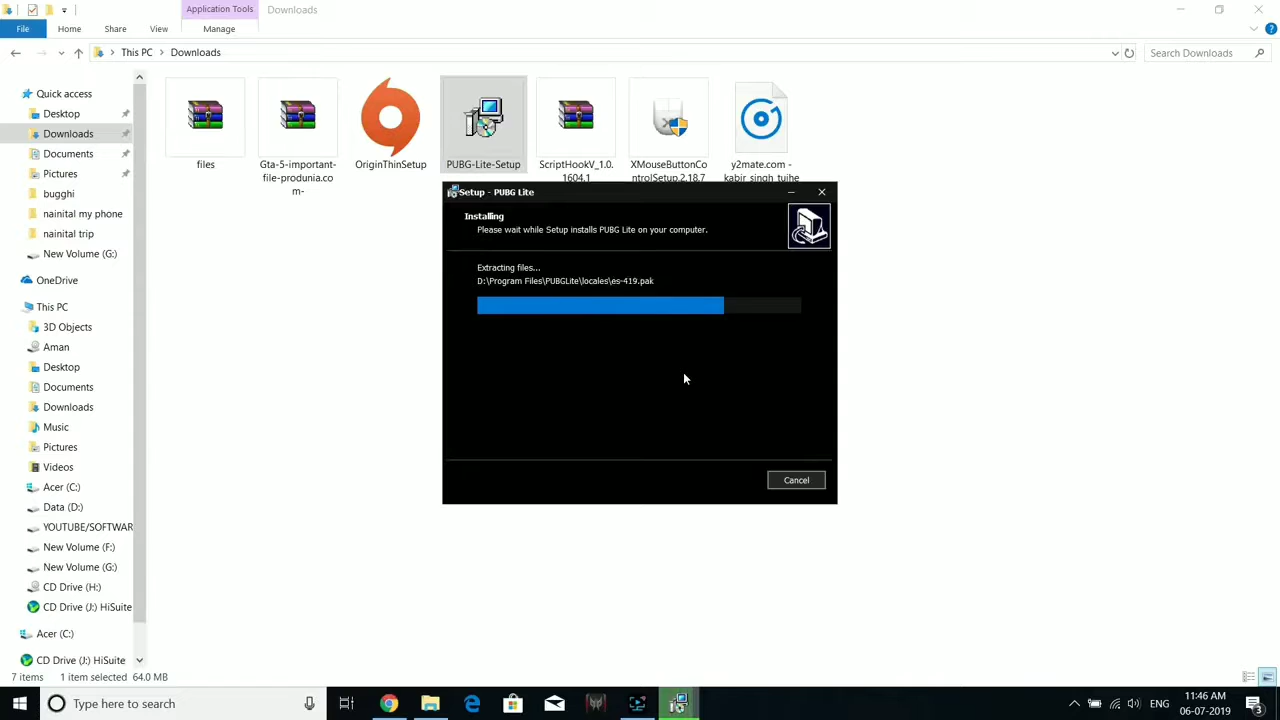 Application Tools
Downloads
File
Home
Share
View
Manage
This PC
Downloads
Search Downloads
Quick access
Desktop
Downloads
Documents
Pictures
bugghi
nainital my phone
nainital trip
New Volume (G:)
OneDrive
This PC
3D Objects
Aman
Desktop
Documents
Downloads
Music
Pictures
Videos
Acer (C:)
Data (D:)
YOUTUBE/SOFTWAR
New Volume (F:)
New Volume (G:)
CD Drive (H:)
CD Drive (J:) HiSuite
Acer (C:)
CD Drive (J:) HiSuite
files
Gta-5-important-
file-produnia.co
m-
OriginThinSetup
PUBG-Lite-Setup
ScriptHookV_1.0.
1604.1
XMouseButtonCo
ntrolSetup.2.18.7
y2mate.com -
kabir_singh_tujhe
Setup - PUBG Lite
Installing
Please wait while Setup installs PUBG Lite on your computer.
Extracting files...
D:\Program Files\PUBGLite\locales\es-419.pak
Cancel
7 items
1 item selected 64.0 MB
Type here to search
ENG
11:46 AM
06-07-2019
3